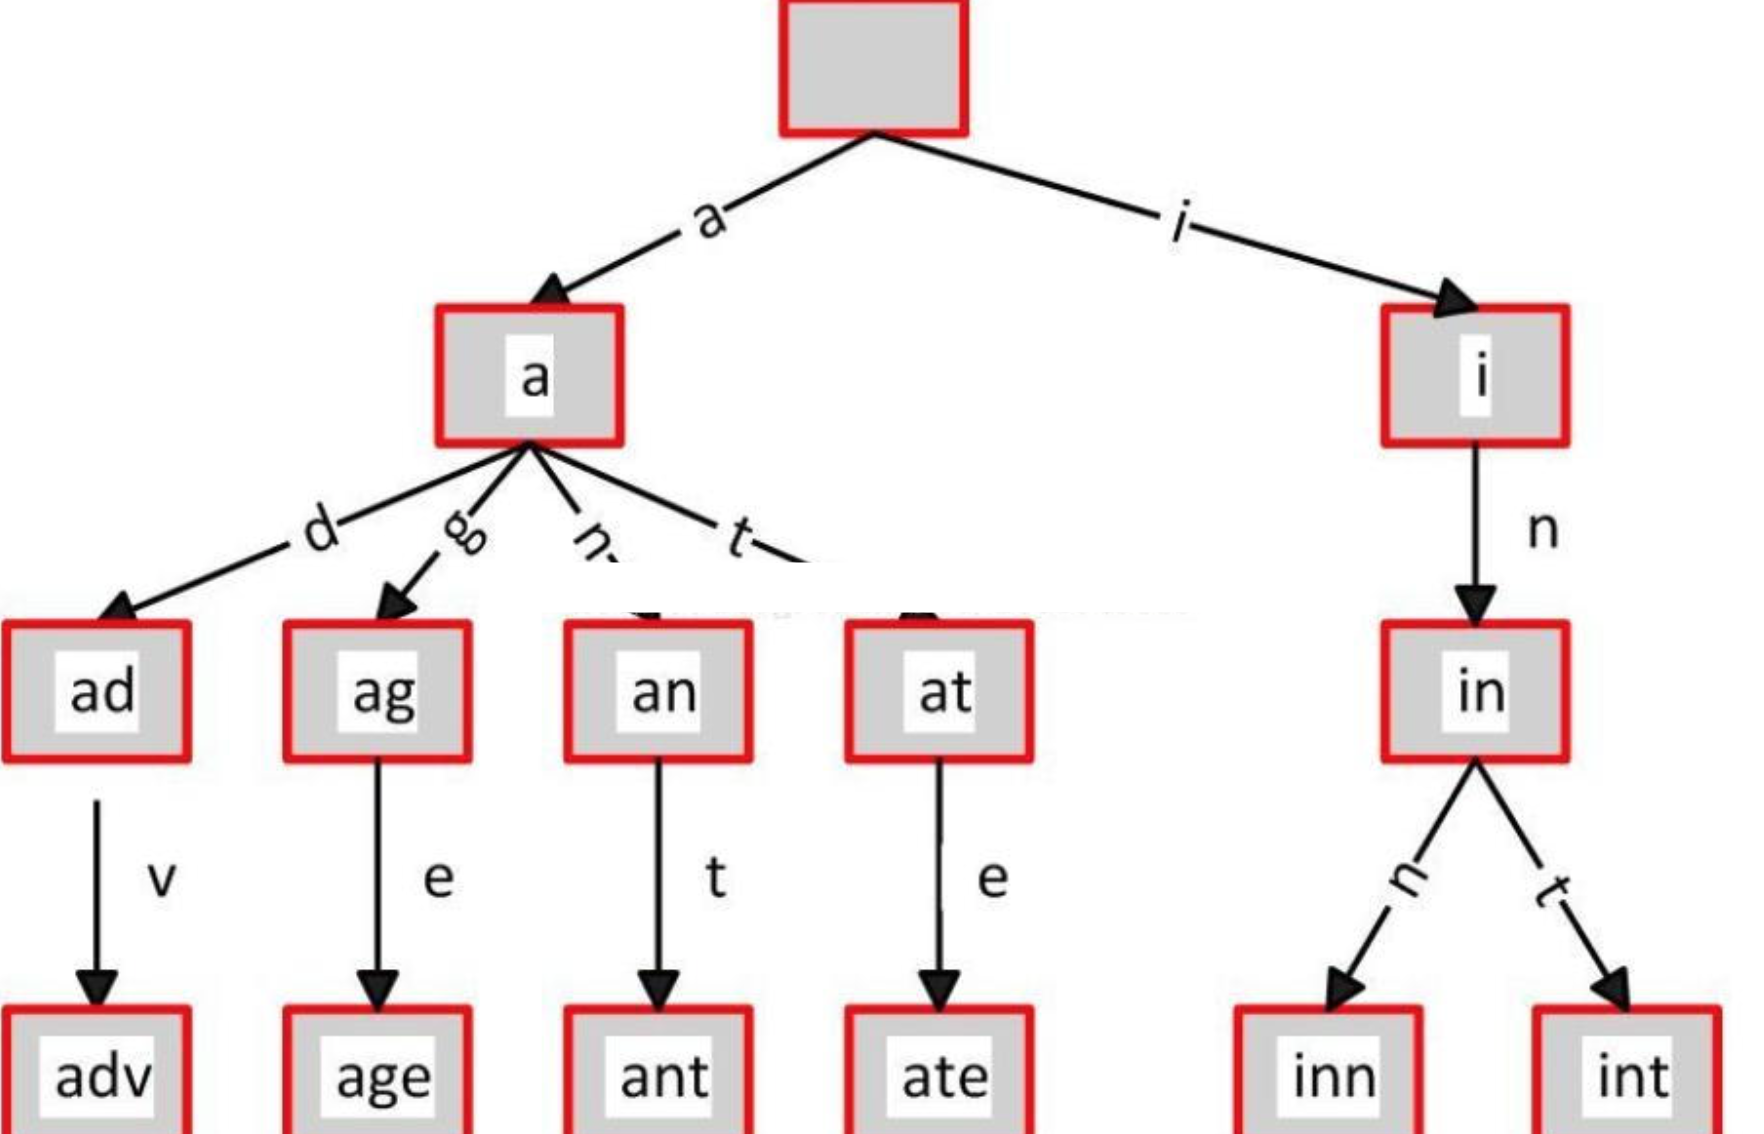 a i
a i
d g n t n
ad ag an at in
v e t e n t
adv age ant ate inn int